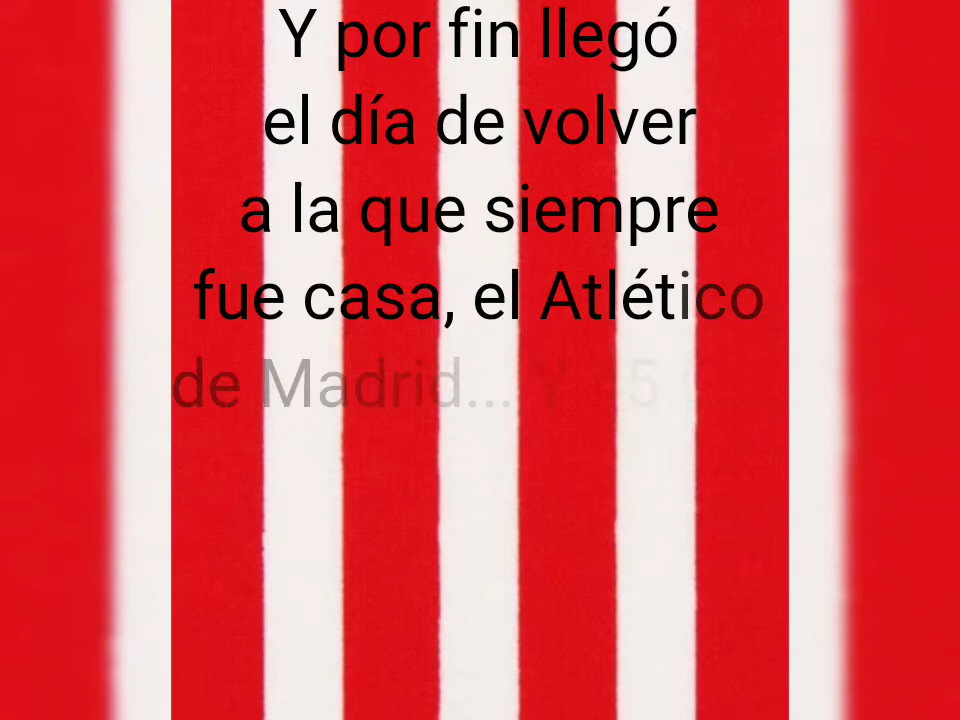 Y por fin llegó
el día de volver
a la que siempre
fue casa, el Atlético
de Madrid... Y